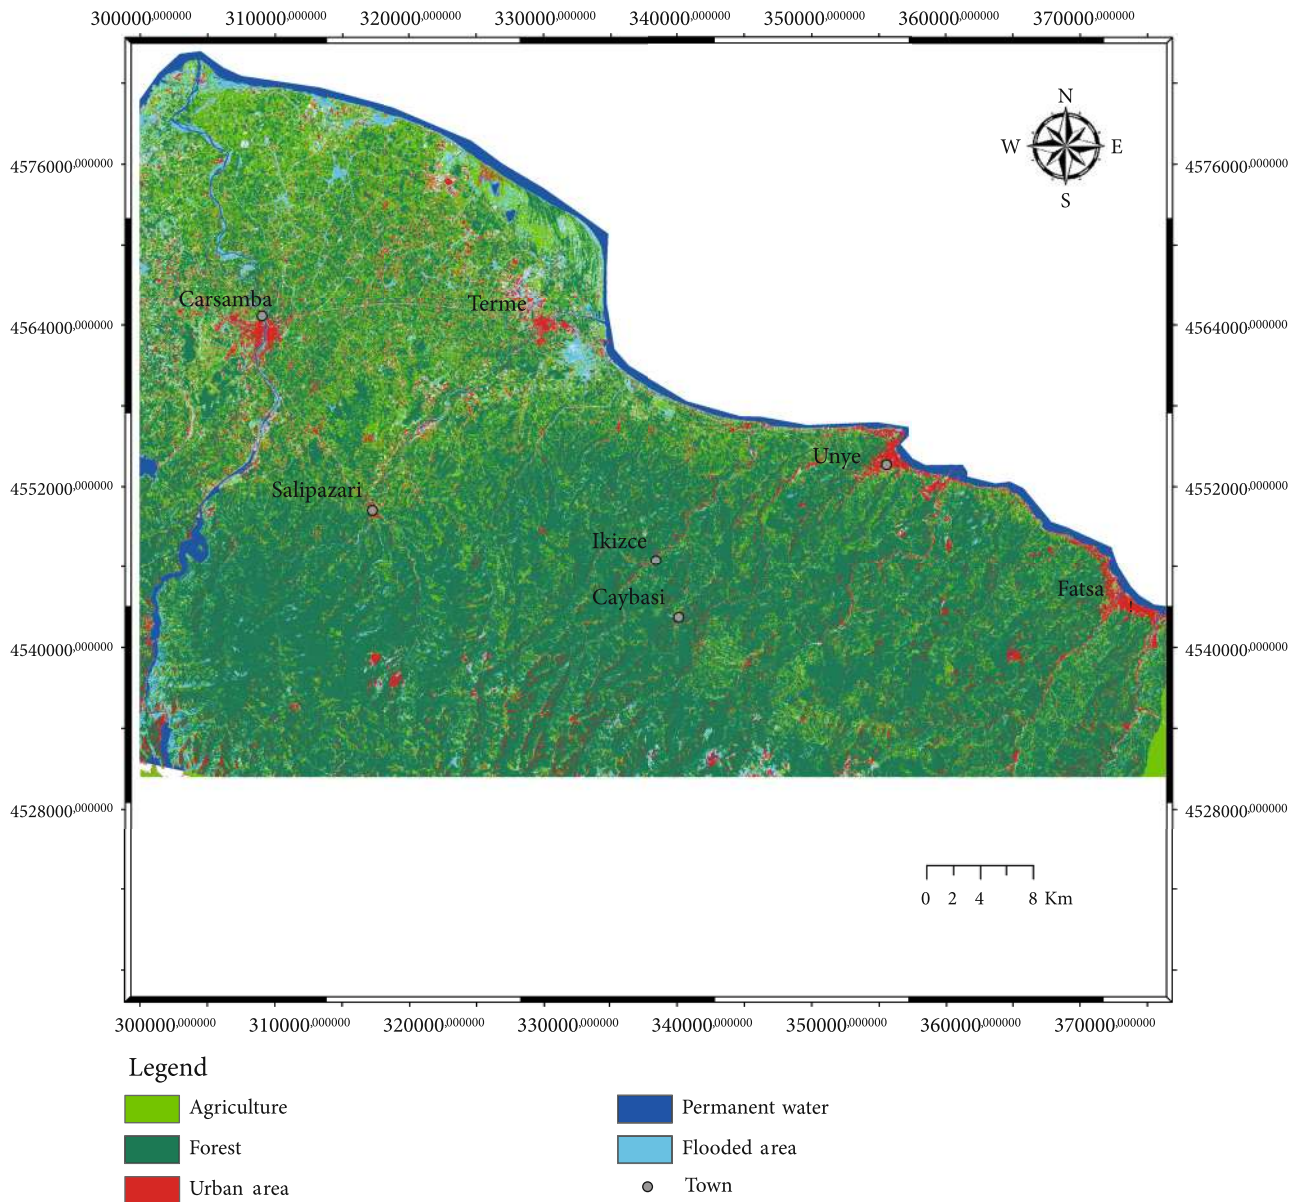 300000,000000 310000,000000 320000,000000 330000,000000 340000,000000 350000,000000 360000,000000 370000,000000
N
W E
S
4576000,000000 4576000,000000
Carsamba
Terme
4564000,000000 4564000,000000
Unye
4552000,000000 4552000,000000
Salipazari
Ikizce
Caybasi
Fatsa
4540000,000000 4540000,000000
4528000,000000 4528000,000000
0 2 4 8 Km
300000,000000 310000,000000 320000,000000 330000,000000 340000,000000 350000,000000 360000,000000 370000,000000
Legend
Agriculture
Forest
Urban area
Permanent water
Flooded area
Town